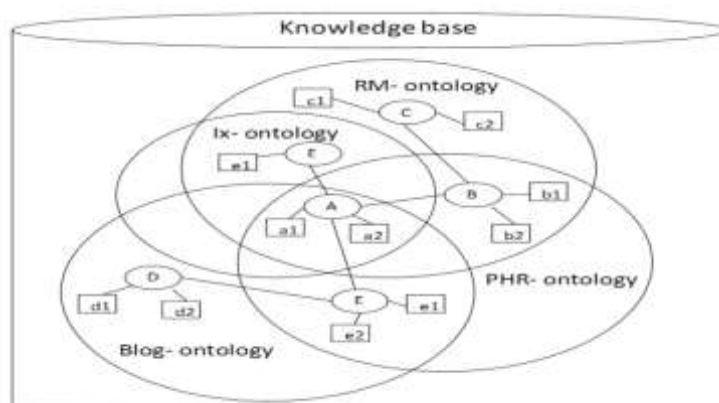 Knowledge base
RM- ontology
c1
C
c2
Ix- ontology
E
e1
B
b1
A
a1
a2
b2
PHR- ontology
D
E
e1
d1
d2
e2
Blog- ontology